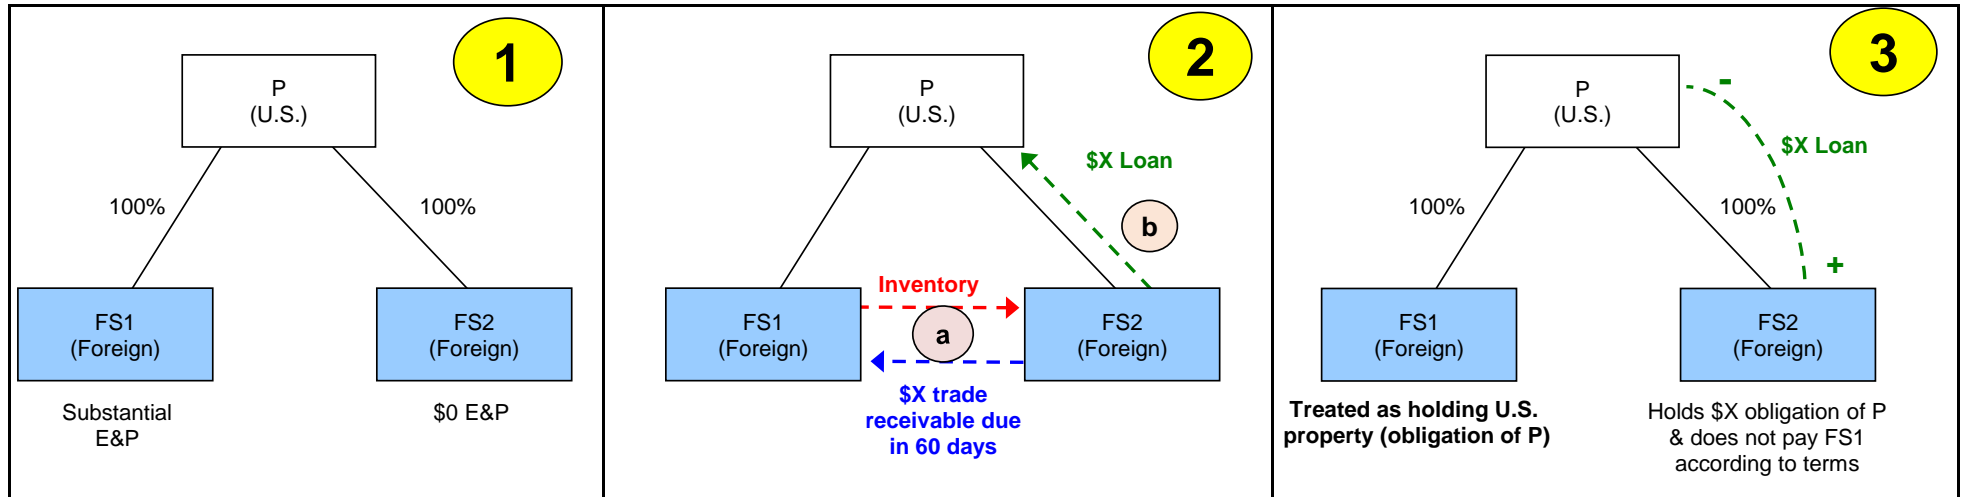 1
P
(U.S.)
100%
100%
FS1
(Foreign)
FS2
(Foreign)
Substantial
E&P
$0 E&P
2
P
(U.S.)
$X Loan
b
Inventory
a
FS1
(Foreign)
FS2
(Foreign)
$X trade
receivable due
in 60 days
3
P
(U.S.)
-
$X Loan
100%
100%
+
FS1
(Foreign)
FS2
(Foreign)
Treated as holding U.S.
property (obligation of P)
Holds $X obligation of P
& does not pay FS1
according to terms